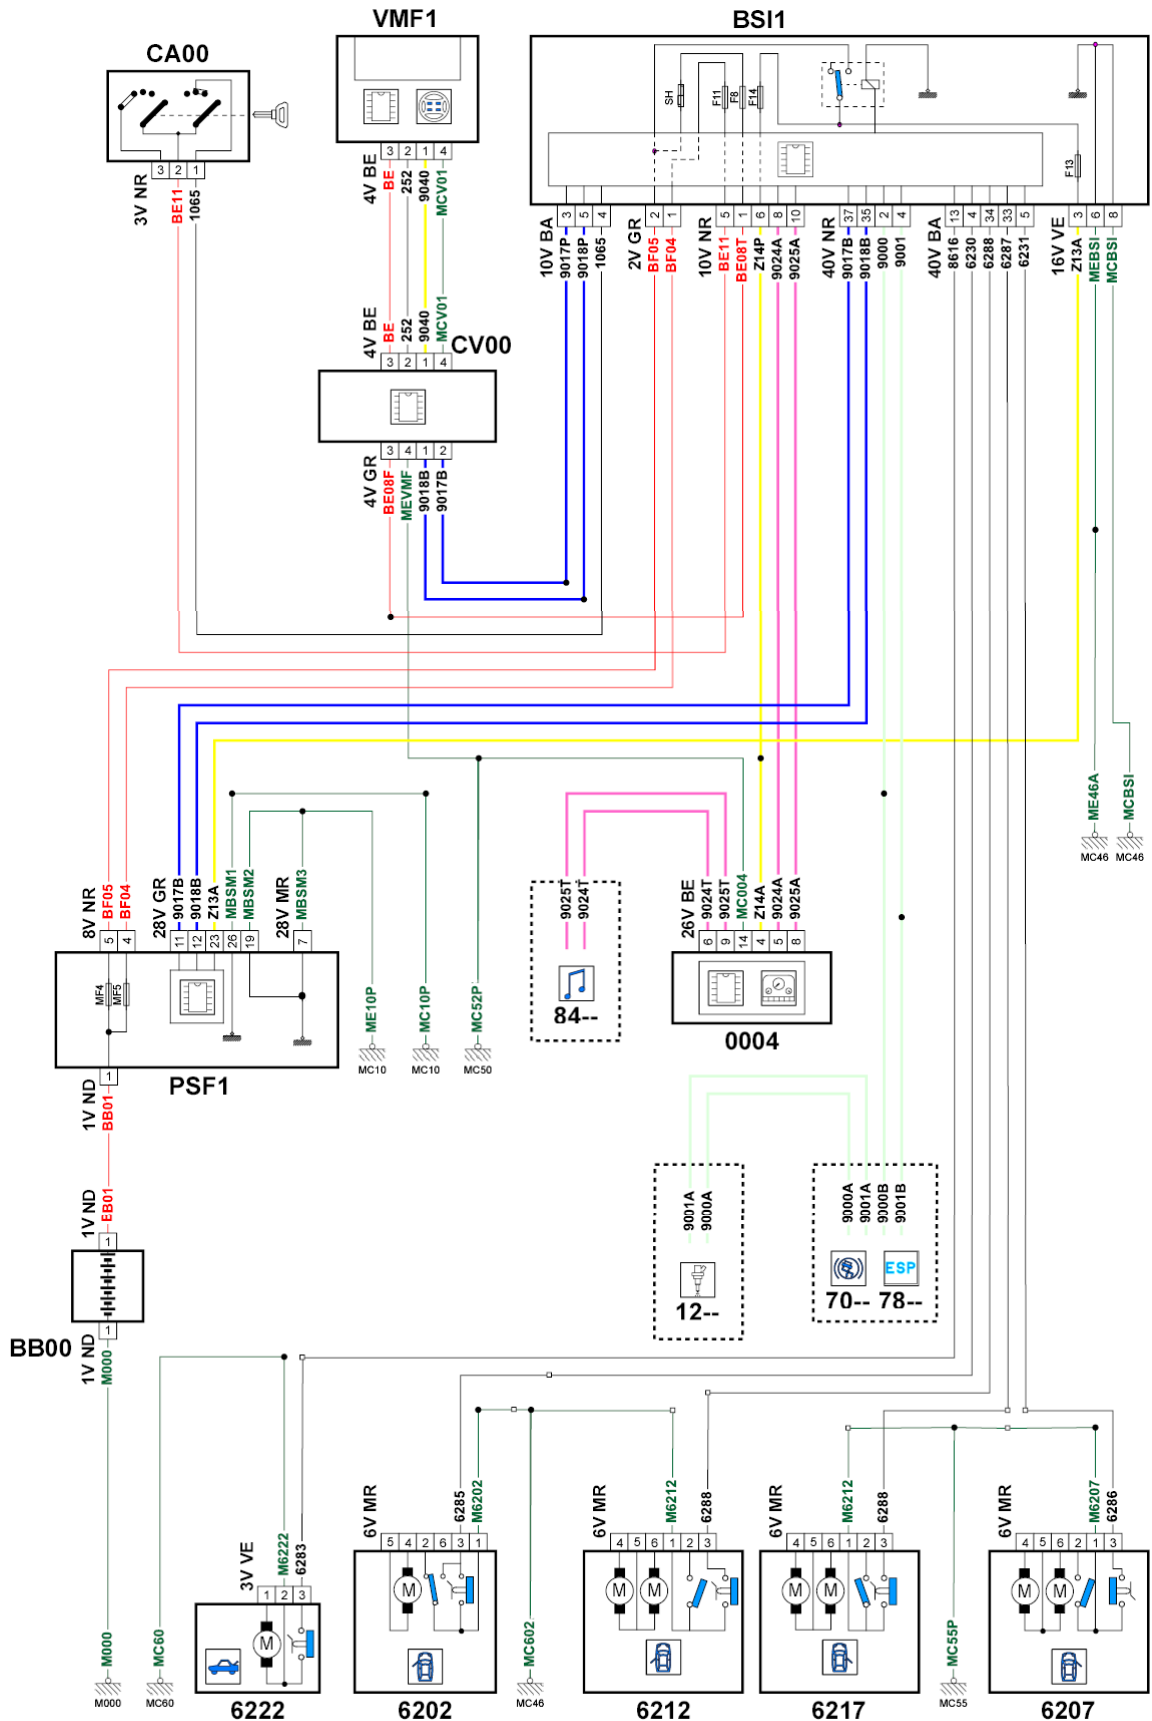 VMF1
BSI1
CA00
SH
F11
F8
F14
F13
3 2 1
3V NR
BE11
1065
3 2 1 4
4V BE
BE
252
9040
MCV01
3 5 1 4
10V BA
9017P
9018P
1065
2 1
2V GR
BF05
BF04
5 1 6 8 10
10V NR
BE11
BE08T
Z14P
9024A
9025A
37 35 2 4
40V NR
9017B
9018B
9000
9001
13 4 34 33 5
40V BA
8616
6230
6288
6287
6231
3 6 8
16V VE
Z13A
MEBSI
MCBSI
4V BE
BE
252
9040
MCV01
CV00
3 2 1 4
3 4 1 2
4V GR
BE08F
MEVMF
9018B
9017B
ME46A
MCBSI
MC46
MC46
8V NR
BF05
BF04
28V GR
9017B
9018B
Z13A
MBSM1
MBSM2
28V MR
MBSM3
5 4 11 12 23 26 19 7
MF4
MF5
PSF1
ME10P
MC10P
MC52P
MC10
MC10
MC50
9025T
9024T
84--
26V BE
9024T
9025T
MC004
Z14A
9024A
9025A
6 9 14 4 5 8
0004
1
1V ND
BB01
1V ND
EB01
1
BB00
1
1V ND
M000
9001A
9000A
12--
9000A
9001A
9000B
9001B
ESP
70-- 78--
M000
M000
MC60
MC60
3V VE
M6222
6283
1 2 3
M
6222
6V MR
6285
M6202
5 4 2 6 3 1
M
6202
MC602
MC46
6V MR
M6212
6288
4 5 6 1 2 3
M M
6212
6V MR
M6212
6288
4 5 6 1 2 3
M M
6217
MC55P
MC55
6V MR
M6207
6286
4 5 6 2 1 3
M M
6207